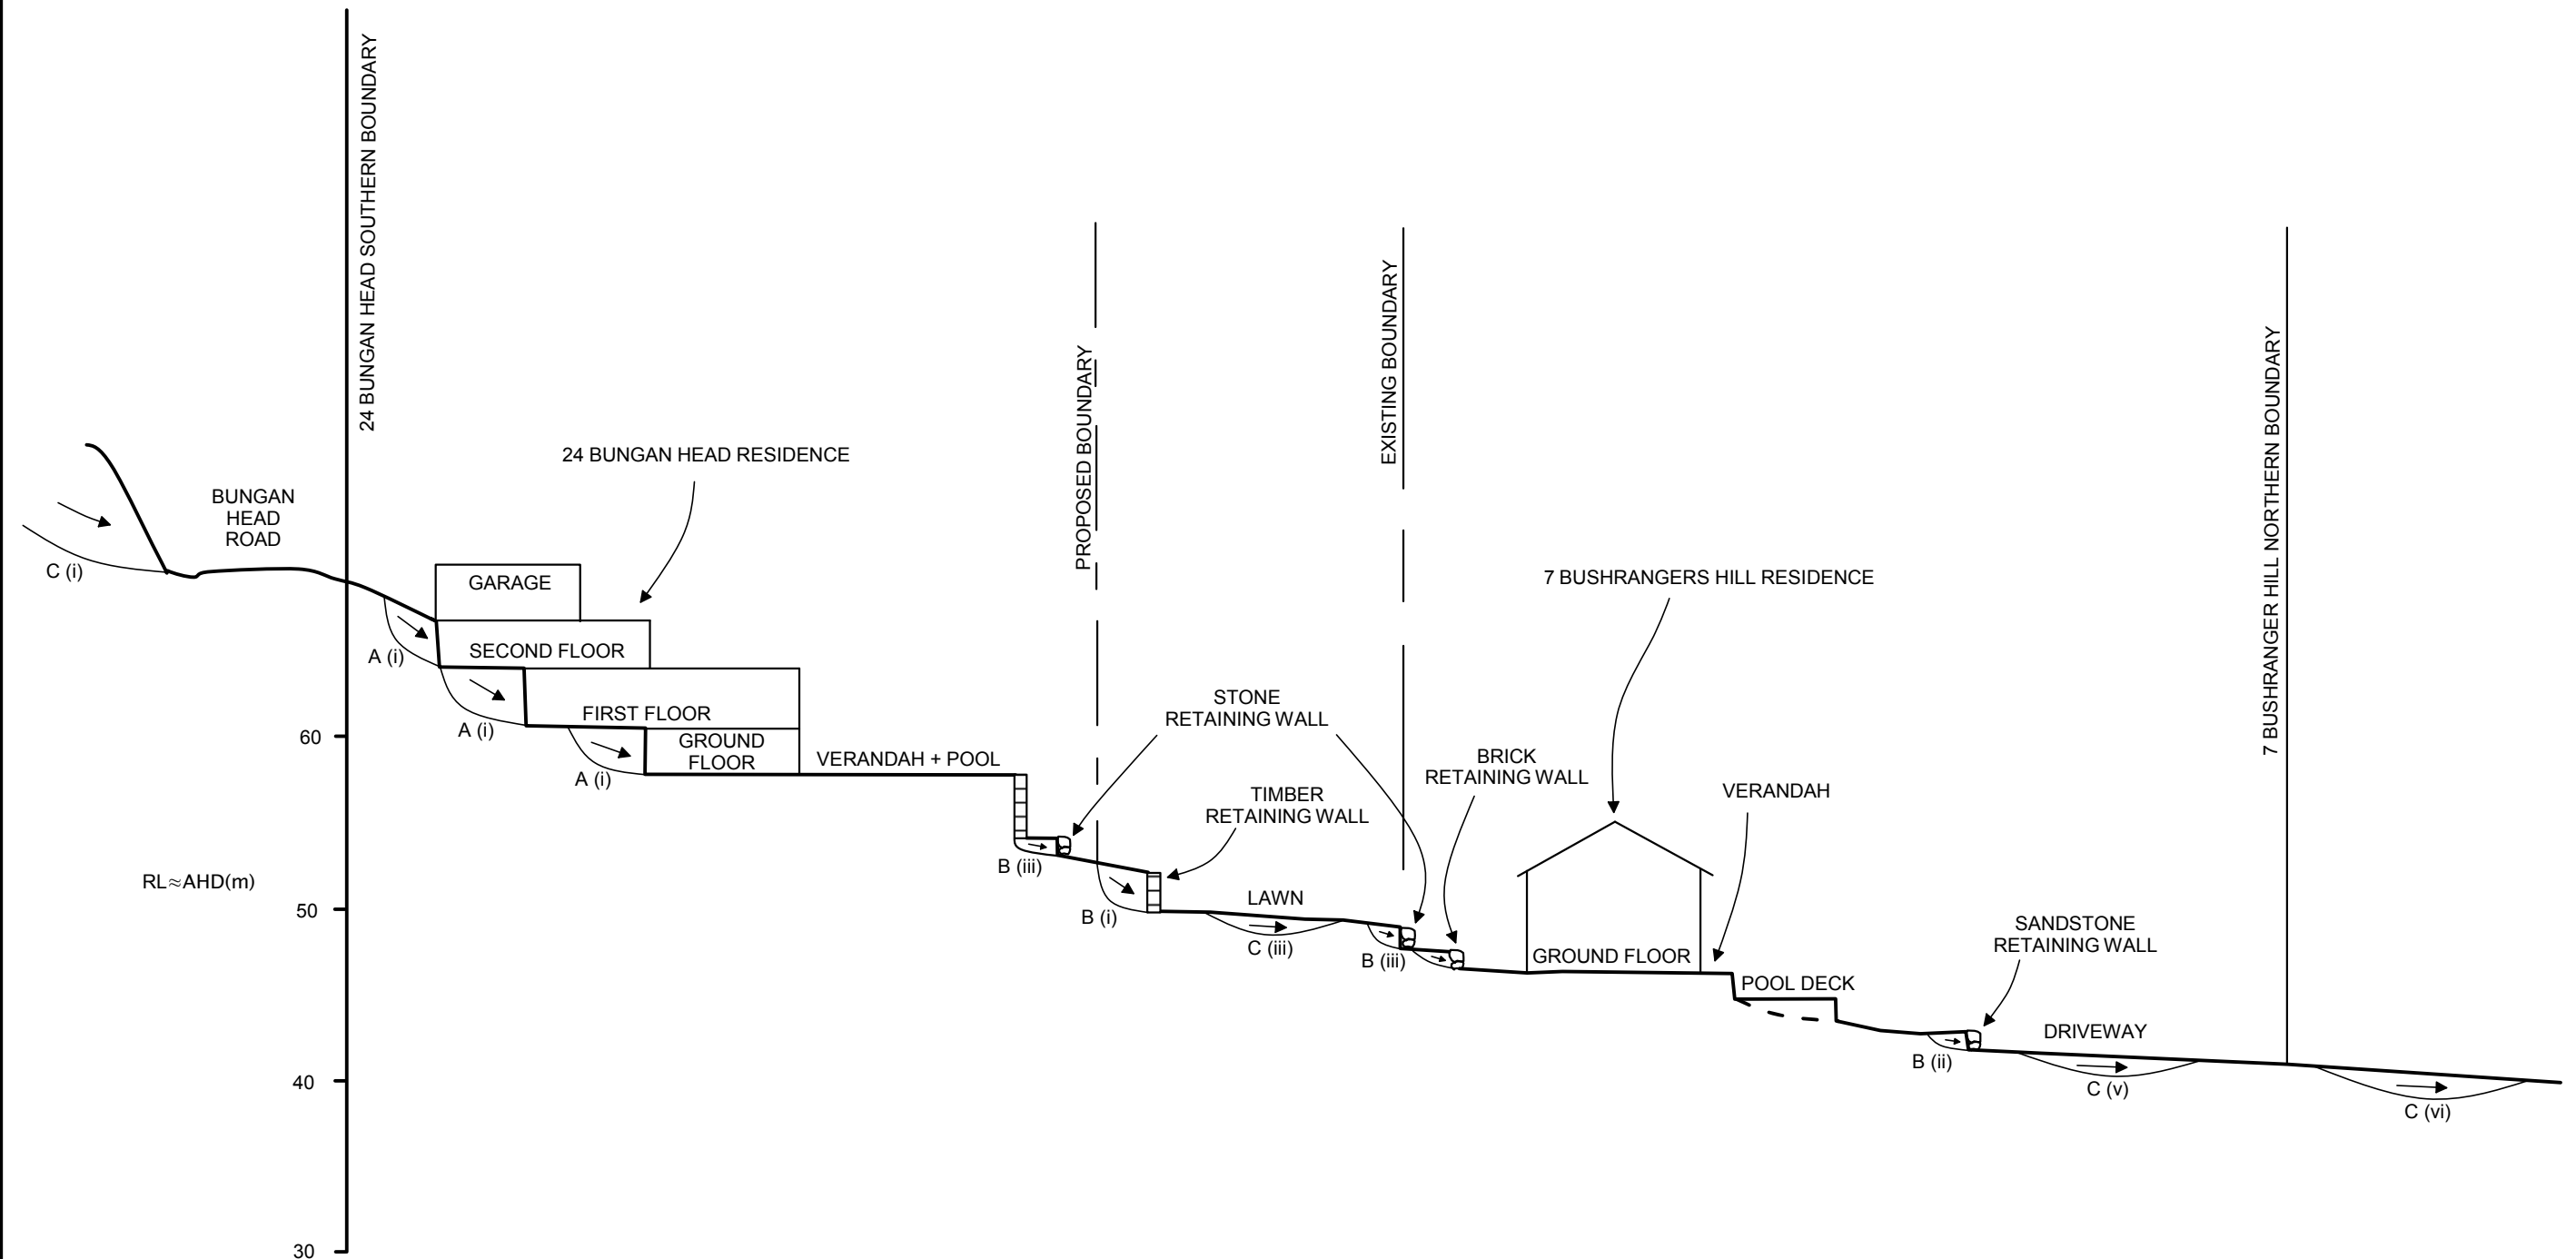 24 BUNGAN HEAD SOUTHERN BOUNDARY
PROPOSED BOUNDARY
EXISTING BOUNDARY
7 BUSHRANGER HILL NORTHERN BOUNDARY
24 BUNGAN HEAD RESIDENCE
BUNGAN
HEAD
ROAD
C (i)
GARAGE
7 BUSHRANGERS HILL RESIDENCE
A (i)
SECOND FLOOR
A (i)
FIRST FLOOR
STONE
RETAINING WALL
60
GROUND
FLOOR
VERANDAH + POOL
A (i)
BRICK
RETAINING WALL
TIMBER
RETAINING WALL
VERANDAH
B (iii)
RL≈AHD(m)
50
B (i)
LAWN
C (iii)
B (iii)
GROUND FLOOR
SANDSTONE
RETAINING WALL
POOL DECK
DRIVEWAY
B (ii)
40
C (v)
C (vi)
30